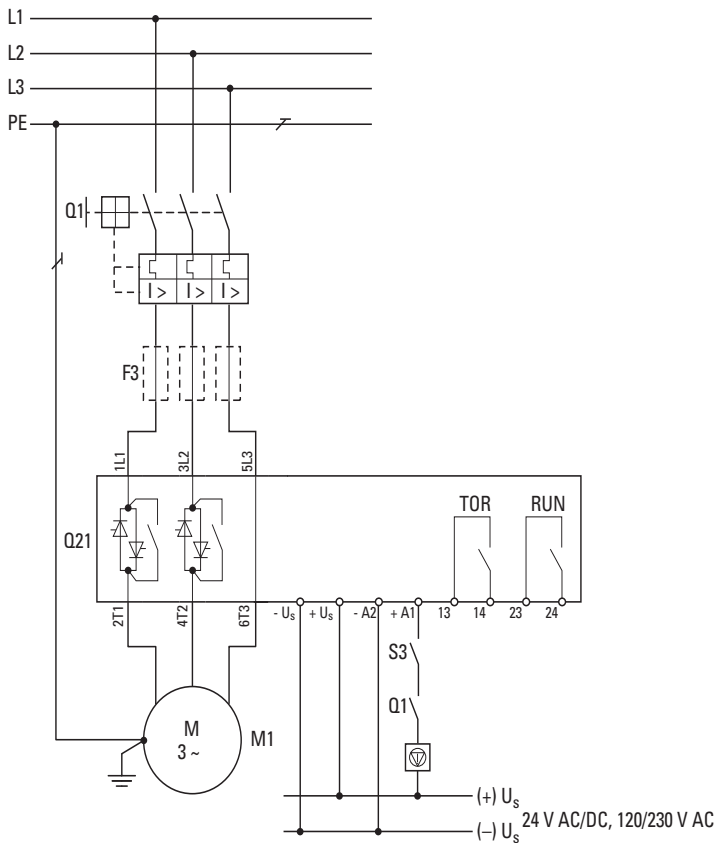 L1
L2
L3
PE
Q1
I > I > I >
F3
1L1 3L2 5L3
TOR RUN
Q21
2T1 4T2 6T3 - Us + Us - A2 + A1 13 14 23 24
S3
Q1
M
3 ~
M1
(+) Us
24 V AC/DC, 120/230 V AC
(–) Us